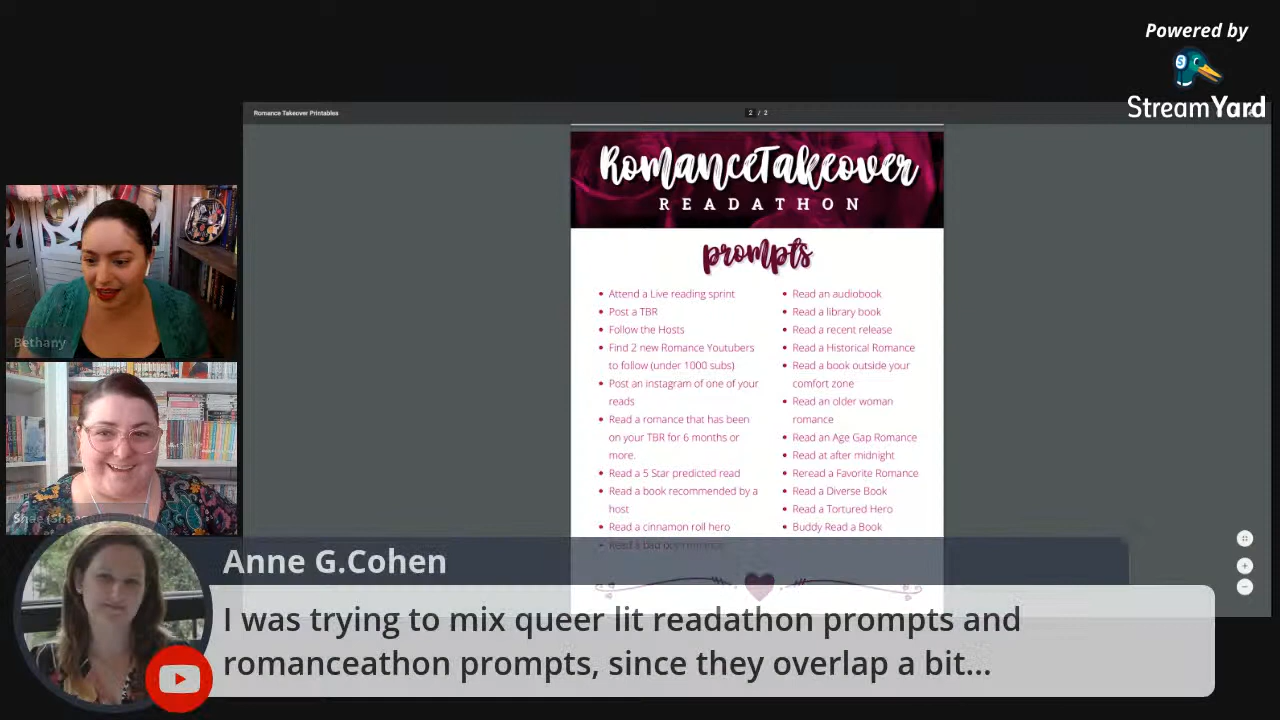 Powered by
StreamYard
Romance Takeover Printables
2 / 2
RomanceTakeover
READATHON
prompts
Attend a Live reading sprint
Post a TBR
Follow the Hosts
Find 2 new Romance Youtubers
to follow (under 1000 subs)
Post an instagram of one of your
reads
Read a romance that has been
on your TBR for 6 months or
more.
Read a 5 Star predicted read
Read a book recommended by a
host
Read a cinnamon roll hero
Read a bad boy romance
Read an audiobook
Read a library book
Read a recent release
Read a Historical Romance
Read a book outside your
comfort zone
Read an older woman
romance
Read an Age Gap Romance
Read at after midnight
Reread a Favorite Romance
Read a Diverse Book
Read a Tortured Hero
Buddy Read a Book
Bethany
Shae
Anne G.Cohen
I was trying to mix queer lit readathon prompts and
romanceathon prompts, since they overlap a bit...